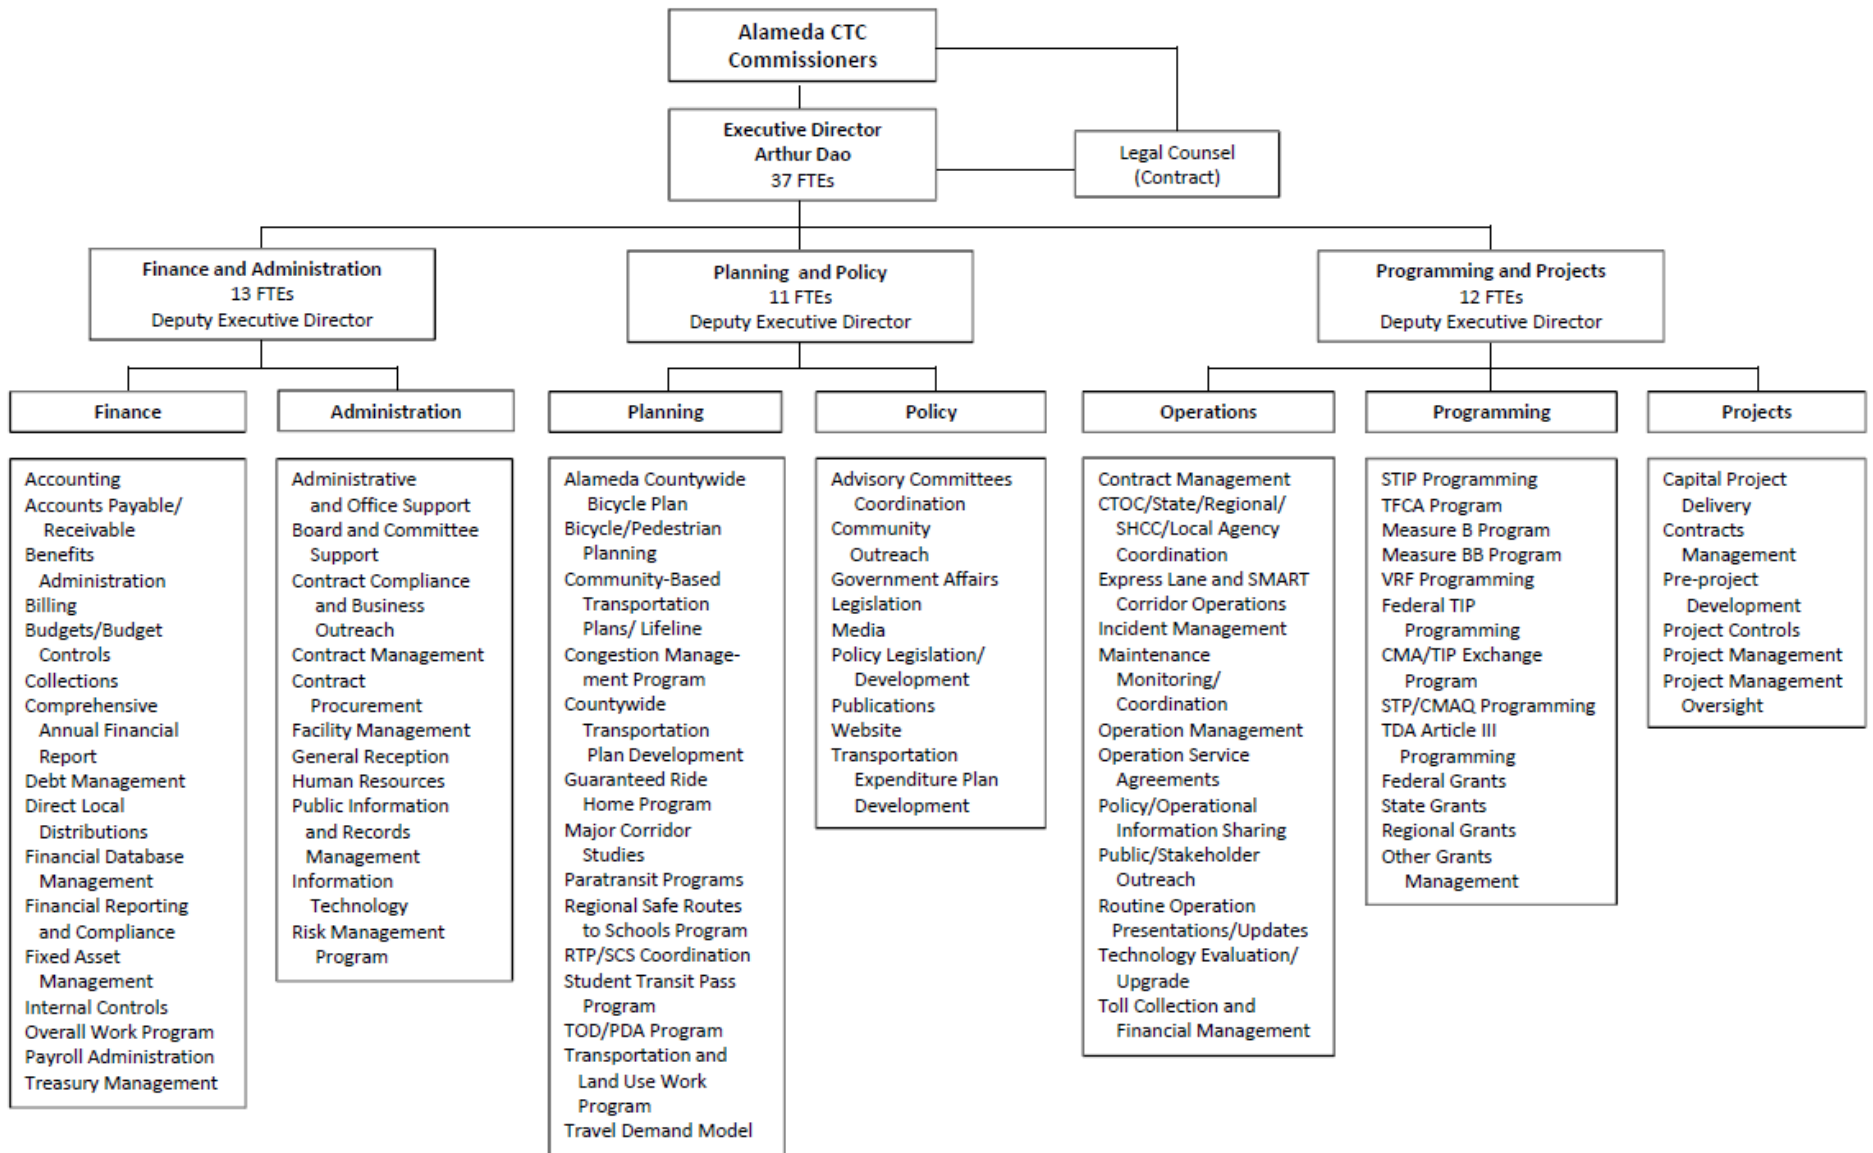 Alameda CTC
Commissioners
Executive Director
Arthur Dao
37 FTEs
Legal Counsel
(Contract)
Finance and Administration
13 FTEs
Deputy Executive Director
Planning and Policy
11 FTEs
Deputy Executive Director
Programming and Projects
12 FTEs
Deputy Executive Director
Finance
Administration
Planning
Policy
Operations
Programming
Projects
Accounting
Accounts Payable/
Receivable
Benefits
Administration
Billing
Budgets/Budget
Controls
Collections
Comprehensive
Annual Financial
Report
Debt Management
Direct Local
Distributions
Financial Database
Management
Financial Reporting
and Compliance
Fixed Asset
Management
Internal Controls
Overall Work Program
Payroll Administration
Treasury Management
Administrative
and Office Support
Board and Committee
Support
Contract Compliance
and Business
Outreach
Contract Management
Contract
Procurement
Facility Management
General Reception
Human Resources
Public Information
and Records
Management
Information
Technology
Risk Management
Program
Alameda Countywide
Bicycle Plan
Bicycle/Pedestrian
Planning
Community-Based
Transportation
Plans/ Lifeline
Congestion Manage-
ment Program
Countywide
Transportation
Plan Development
Guaranteed Ride
Home Program
Major Corridor
Studies
Paratransit Programs
Regional Safe Routes
to Schools Program
RTP/SCS Coordination
Student Transit Pass
Program
TOD/PDA Program
Transportation and
Land Use Work
Program
Travel Demand Model
Advisory Committees
Coordination
Community
Outreach
Government Affairs
Legislation
Media
Policy Legislation/
Development
Publications
Website
Transportation
Expenditure Plan
Development
Contract Management
CTOC/State/Regional/
SHCC/Local Agency
Coordination
Express Lane and SMART
Corridor Operations
Incident Management
Maintenance
Monitoring/
Coordination
Operation Management
Operation Service
Agreements
Policy/Operational
Information Sharing
Public/Stakeholder
Outreach
Routine Operation
Presentations/Updates
Technology Evaluation/
Upgrade
Toll Collection and
Financial Management
STIP Programming
TFCA Program
Measure B Program
Measure BB Program
VRF Programming
Federal TIP
Programming
CMA/TIP Exchange
Program
STP/CMAQ Programming
TDA Article III
Programming
Federal Grants
State Grants
Regional Grants
Other Grants
Management
Capital Project
Delivery
Contracts
Management
Pre-project
Development
Project Controls
Project Management
Project Management
Oversight